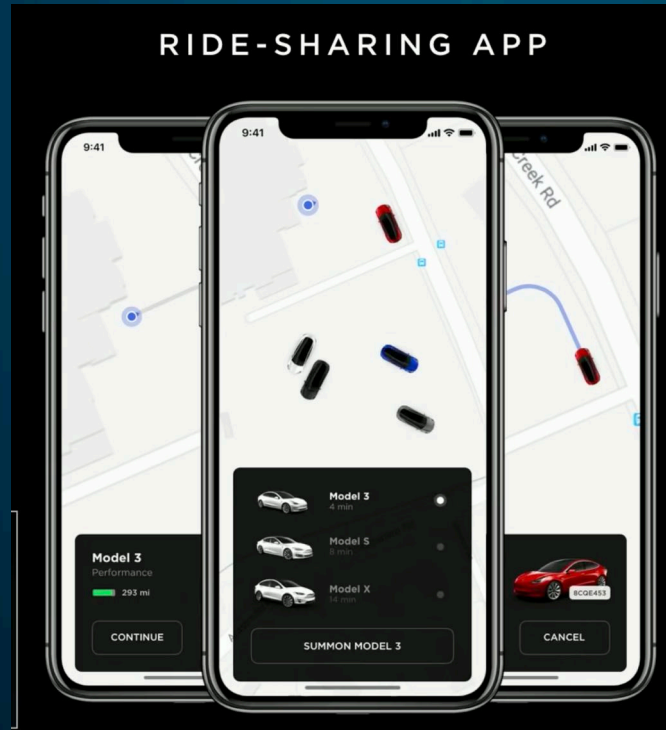 RIDE-SHARING APP
9:41
Model 3
Performance
293 mi
CONTINUE
9:41
Model 3
4 min
Model S
8 min
Model X
14 min
SUMMON MODEL 3
Creek Rd
8CQE453
CANCEL